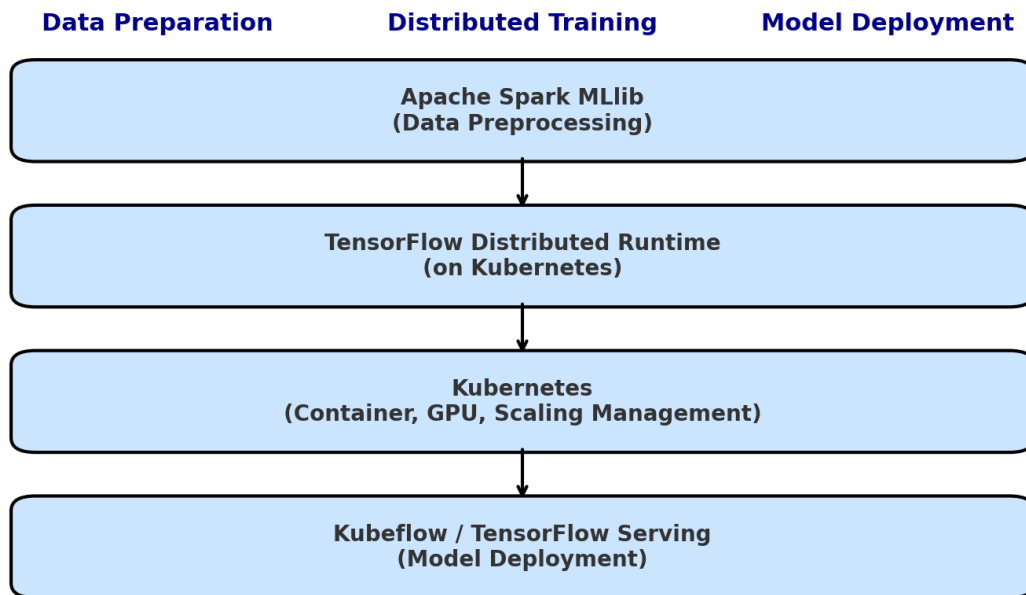 Data Preparation
Distributed Training
Model Deployment
Apache Spark MLlib
(Data Preprocessing)
TensorFlow Distributed Runtime
(on Kubernetes)
Kubernetes
(Container, GPU, Scaling Management)
Kubeflow / TensorFlow Serving
(Model Deployment)